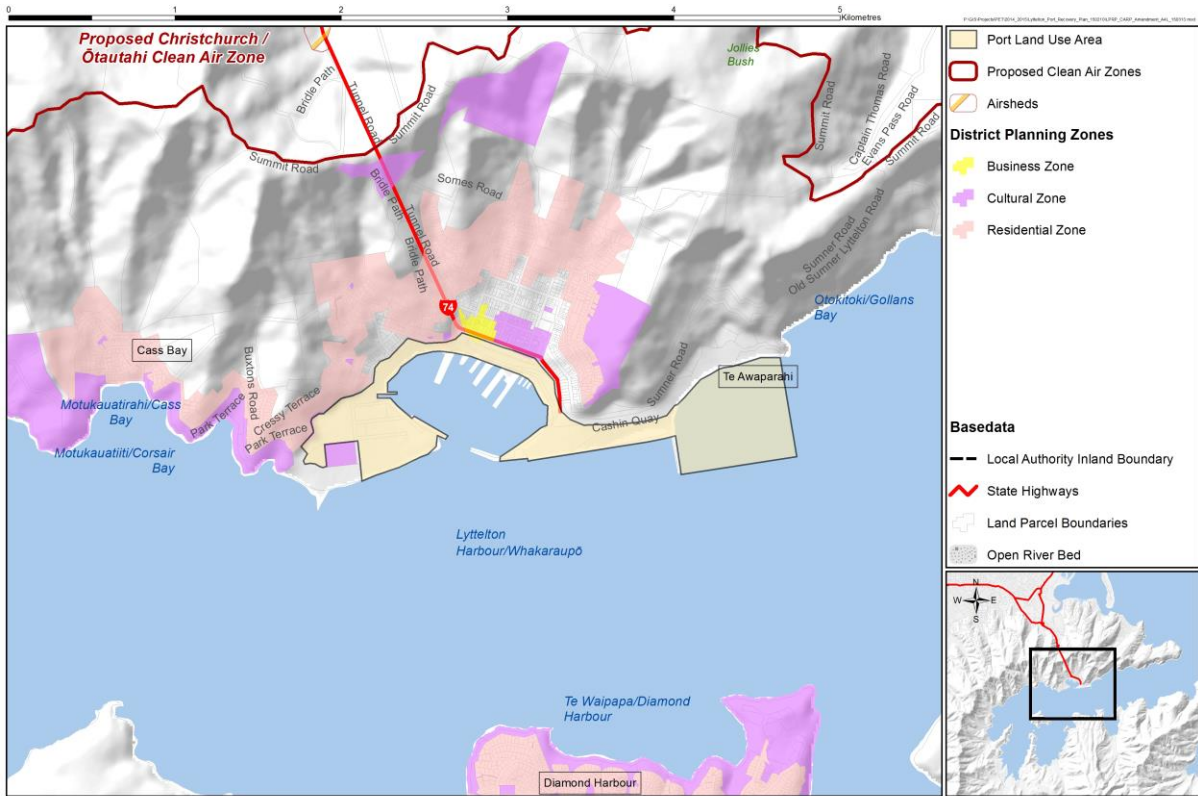 0 1 2 3 4 5
Kilometres
Proposed Christchurch /
Ōtautahi Clean Air Zone
Bridle Path
Tunnel Road
Summit Road
Summit Road
Jollies
Bush
Summit Road
Captain Thomas Road
Evans Pass Road
Summit Road
Bridle Path
Somes Road
Tunnel Road
Bridle Path
Sumner Road
Old Sumner Lyttelton Road
74
Otokitoki/Gollans
Bay
Cass Bay
Buxtons Road
Sumner Road
Te Awaparahi
Motukauatirahi/Cass
Bay
Park Terrace
Cressy Terrace
Park Terrace
Cashin Quay
Motukauatiiti/Corsair
Bay
Lyttelton
Harbour/Whakaraupō
Te Waipapa/Diamond
Harbour
Diamond Harbour
Port Land Use Area
Proposed Clean Air Zones
Airsheds
District Planning Zones
Business Zone
Cultural Zone
Residential Zone
Basedata
Local Authority Inland Boundary
State Highways
Land Parcel Boundaries
Open River Bed
N
W E
S